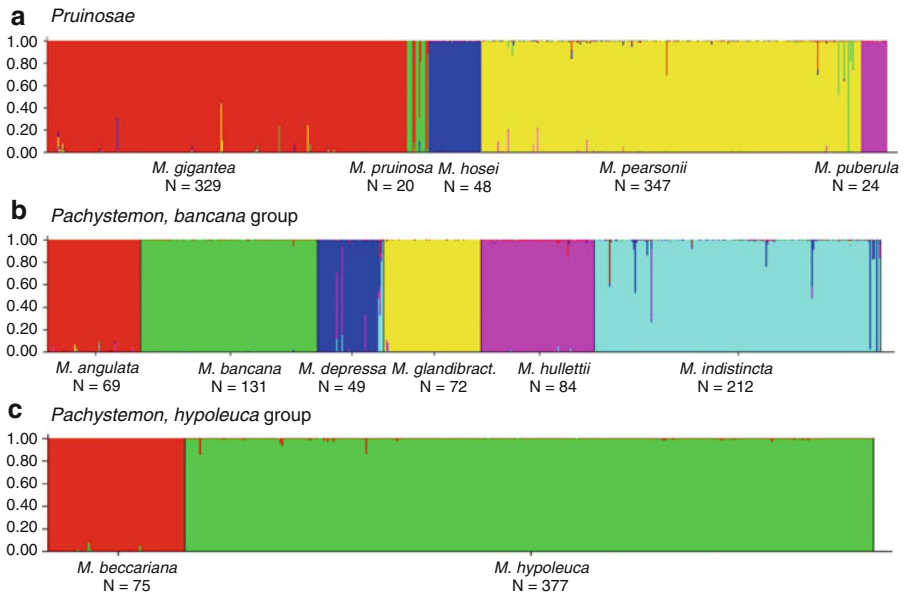 a Pruinosae
1.00
0.80
0.60
0.40
0.20
0.00
M. gigantea M. pruinosa M. hosei M. pearsonii M. puberula
N = 329 N = 20 N = 48 N = 347 N = 24
b Pachystemon, bancana group
1.00
0.80
0.60
0.40
0.20
0.00
M. angulata M. bancana M. depressa M. glandibract. M. hullettii M. indistincta
N = 69 N = 131 N = 49 N = 72 N = 84 N = 212
c Pachystemon, hypoleuca group
1.00
0.80
0.60
0.40
0.20
0.00
M. beccariana M. hypoleuca
N = 75 N = 377